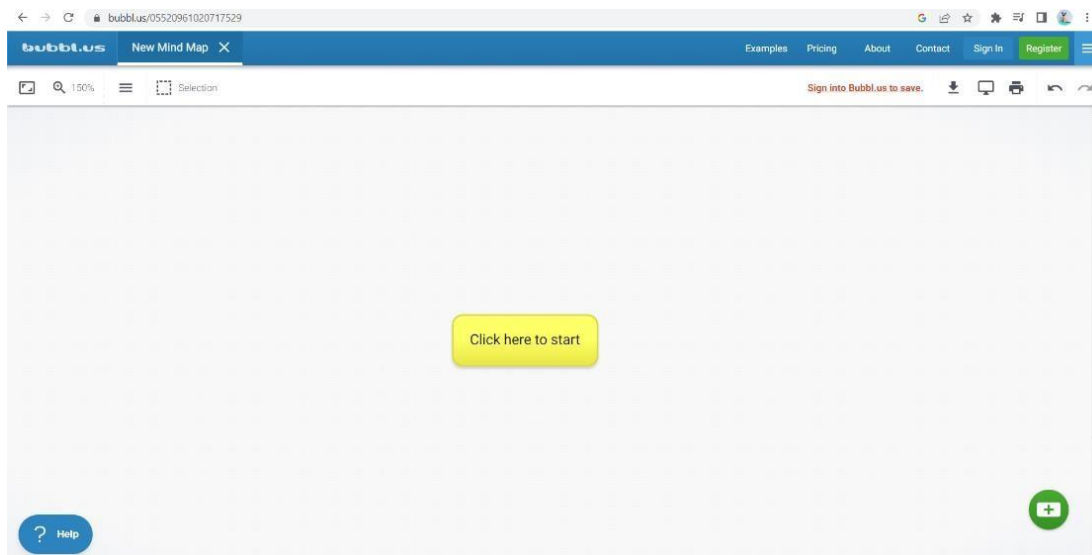 bubbl.us/05520961020717529
bubbl.us New Mind Map Examples Pricing About Contact Sign In Register
150% Selection Sign into Bubbl.us to save.
Click here to start
? Help